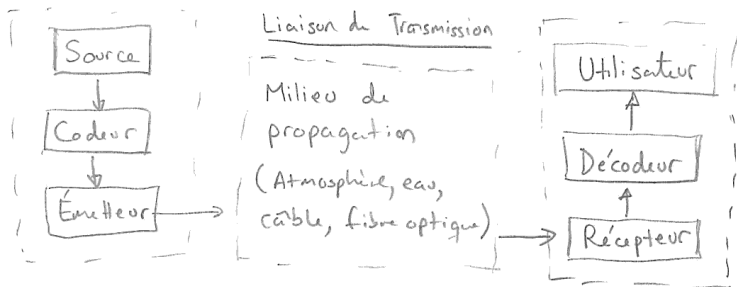 Source
Codeur
Émetteur
Liaison de Transmission
Milieu de
propagation
(Atmosphère, eau,
câble, fibre optique)
Utilisateur
Décodeur
Récepteur